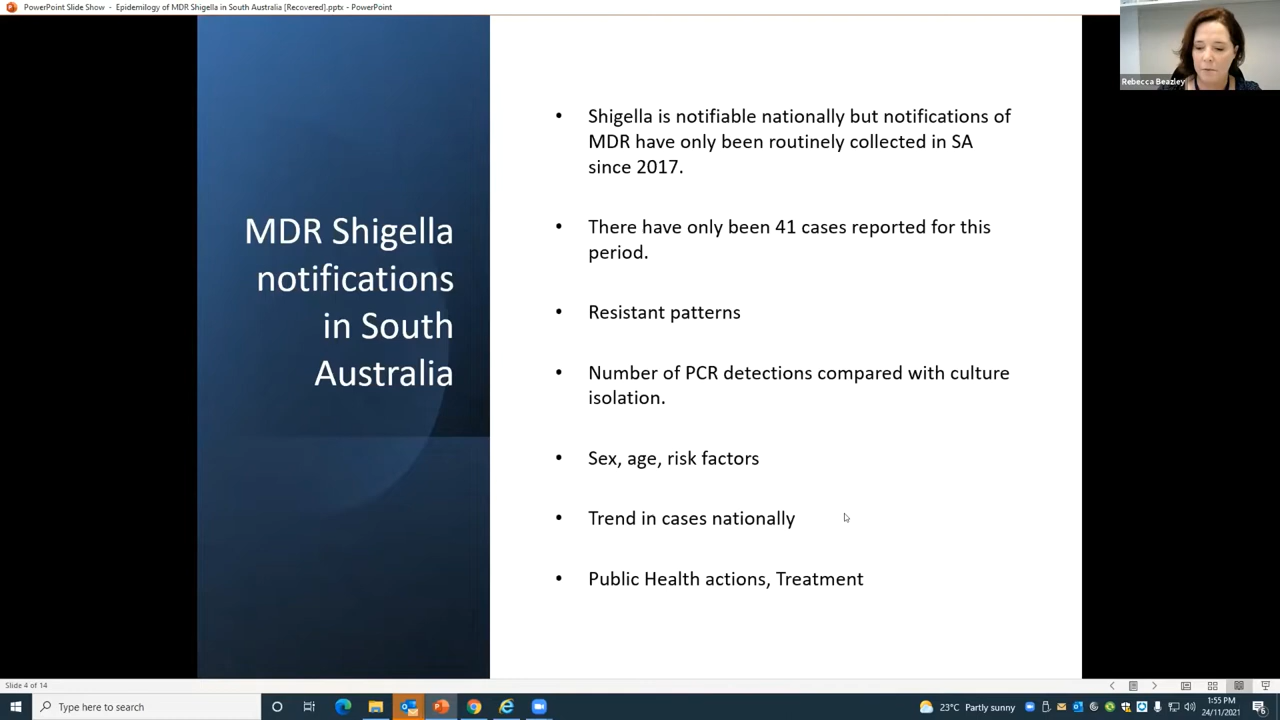 PowerPoint Slide Show - Epidemilogy of MDR Shigella in South Australia [Recovered].pptx - PowerPoint
Rebecca Beazley
MDR Shigella
notifications
in South
Australia
• Shigella is notifiable nationally but notifications of
MDR have only been routinely collected in SA
since 2017.
• There have only been 41 cases reported for this
period.
• Resistant patterns
• Number of PCR detections compared with culture
isolation.
• Sex, age, risk factors
• Trend in cases nationally
• Public Health actions, Treatment
Slide 4 of 14
Type here to search
23°C Partly sunny
1:55 PM
24/11/2021